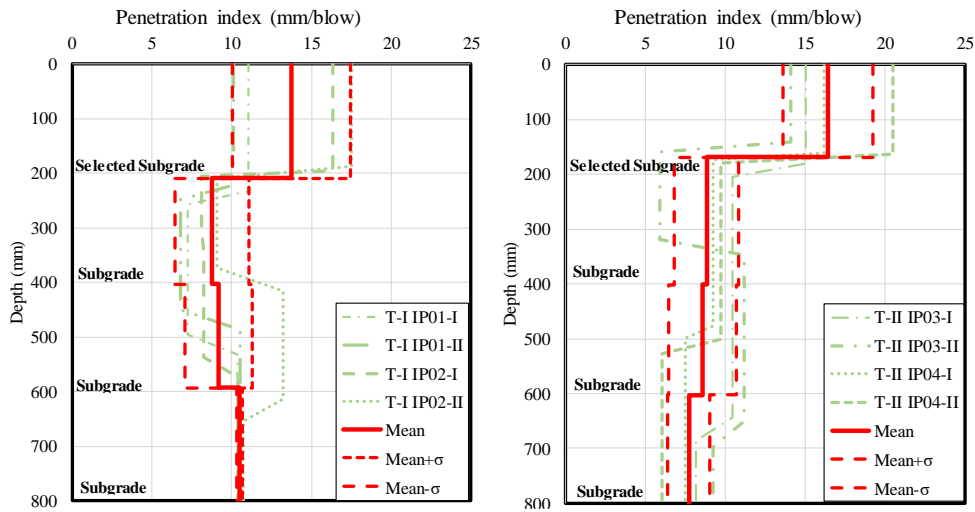 Penetration index (mm/blow)
0 5 10 15 20 25
0
100
200
300
400
500
600
700
800
Depth (mm)
Selected Subgrade
Subgrade
Subgrade
Subgrade
T-I IP01-I
T-I IP01-II
T-I IP02-I
T-I IP02-II
Mean
Mean+σ
Mean-σ
Penetration index (mm/blow)
0 5 10 15 20 25
0
100
200
300
400
500
600
700
800
Depth (mm)
Selected Subgrade
Subgrade
Subgrade
Subgrade
T-II IP03-I
T-II IP03-II
T-II IP04-I
T-II IP04-II
Mean
Mean+σ
Mean-σ